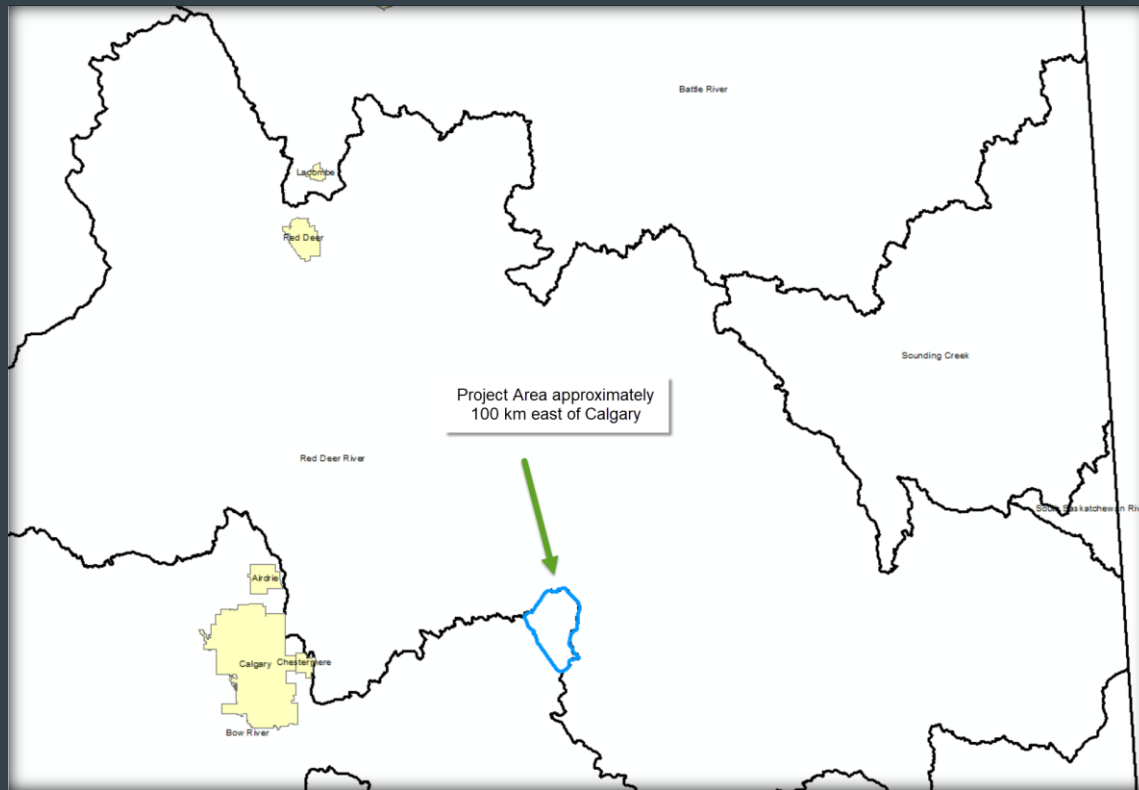 Battle River
Lacombe
Red Deer
Sounding Creek
Project Area approximately
100 km east of Calgary
Red Deer River
South Saskatchewan Riv
Airdrie
Calgary
Chestermere
Bow River